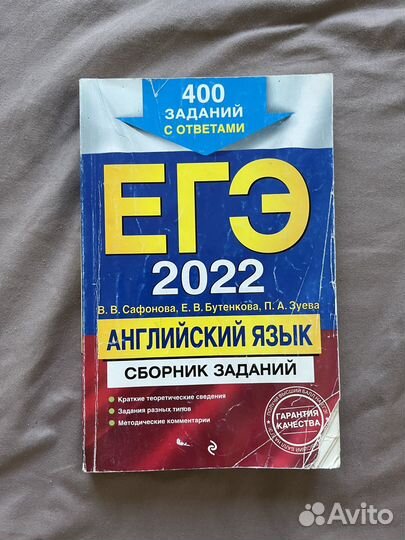 400
ЗАДАНИЙ
С ОТВЕТАМИ
ЕГЭ
2022
В. В. Сафонова, Е. В. Бутенкова, П. А. Зуева
АНГЛИЙСКИЙ ЯЗЫК
СБОРНИК ЗАДАНИЙ
Краткие теоретические сведения
Задания разных типов
Методические комментарии
ГАРАНТИЯ
КАЧЕСТВА
Avito